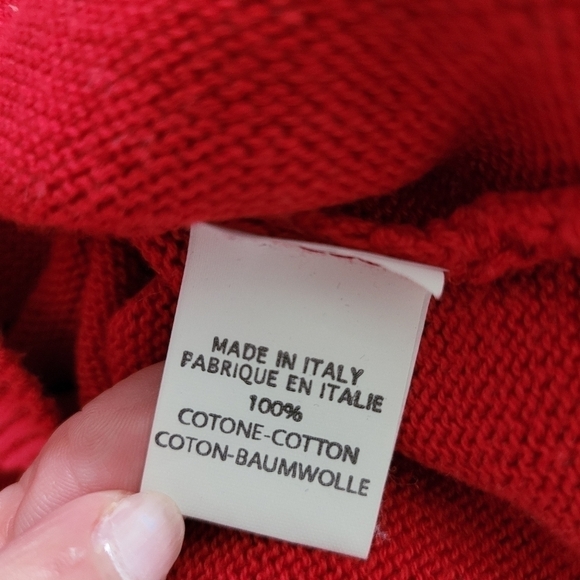 MADE IN ITALY
FABRIQUE EN ITALIE
100%
COTONE-COTTON
COTON-BAUMWOLLE